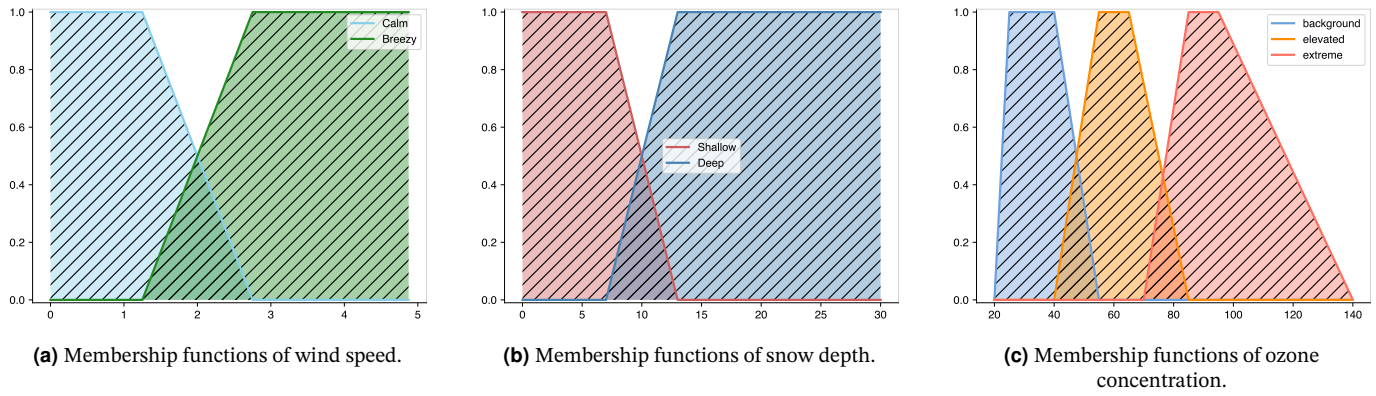 1.0
0.8
0.6
0.4
0.2
0.0
0 1 2 3 4 5
Calm
Breezy
(a) Membership functions of wind speed.
1.0
0.8
0.6
0.4
0.2
0.0
0 5 10 15 20 25 30
Shallow
Deep
(b) Membership functions of snow depth.
1.0
0.8
0.6
0.4
0.2
0.0
20 40 60 80 100 120 140
background
elevated
extreme
(c) Membership functions of ozone
concentration.